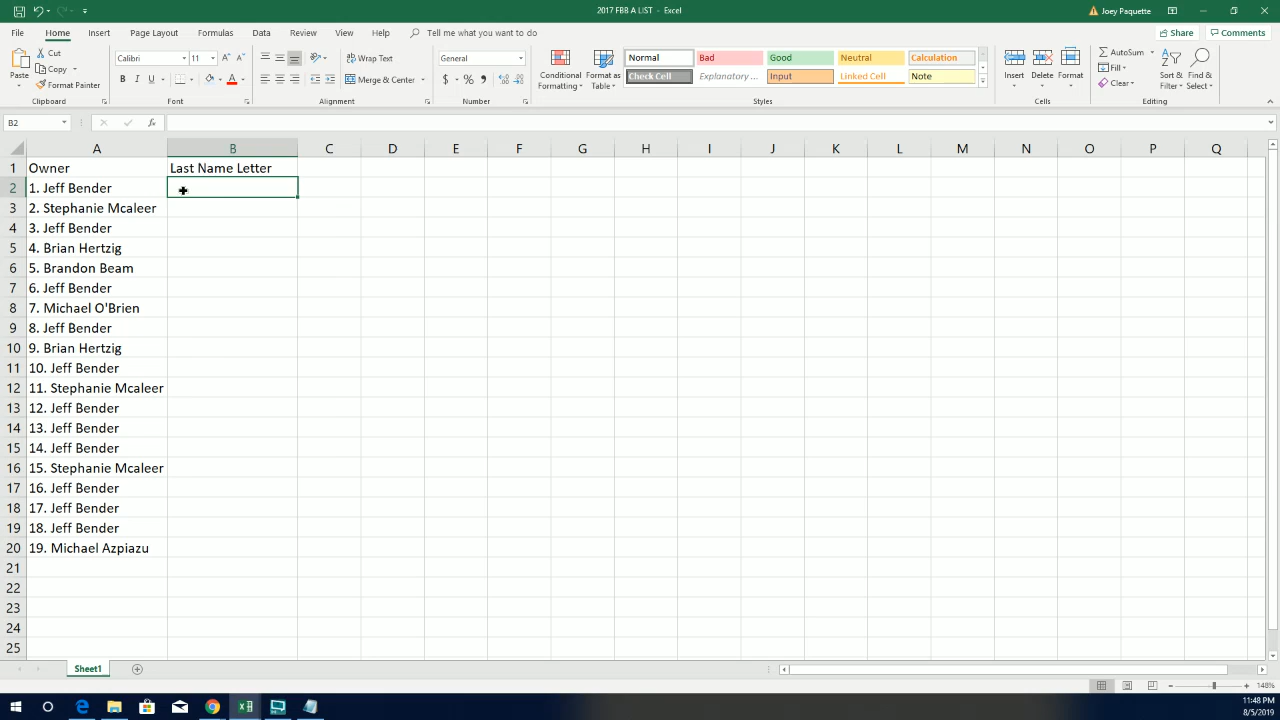 2017 FBB A LIST - Excel
Joey Paquette
File Home Insert Page Layout Formulas Data Review View Help Tell me what you want to do
Share Comments
Paste
Cut
Copy
Format Painter
Clipboard
Calibri 11
B I U
Font
Wrap Text
Merge & Center
Alignment
General
$ % ,
Number
Conditional Formatting
Format as Table
Normal Bad Good Neutral Calculation
Check Cell Explanatory ... Input Linked Cell Note
Styles
Insert Delete Format
Cells
AutoSum
Fill
Clear
Sort & Filter
Find & Select
Editing
B2
fx
A B C D E F G H I J K L M N O P Q
1 Owner Last Name Letter
2 1. Jeff Bender
3 2. Stephanie Mcaleer
4 3. Jeff Bender
5 4. Brian Hertzig
6 5. Brandon Beam
7 6. Jeff Bender
8 7. Michael O'Brien
9 8. Jeff Bender
10 9. Brian Hertzig
11 10. Jeff Bender
12 11. Stephanie Mcaleer
13 12. Jeff Bender
14 13. Jeff Bender
15 14. Jeff Bender
16 15. Stephanie Mcaleer
17 16. Jeff Bender
18 17. Jeff Bender
19 18. Jeff Bender
20 19. Michael Azpiazu
21
22
23
24
25
Sheet1
148%
11:48 PM
8/5/2019